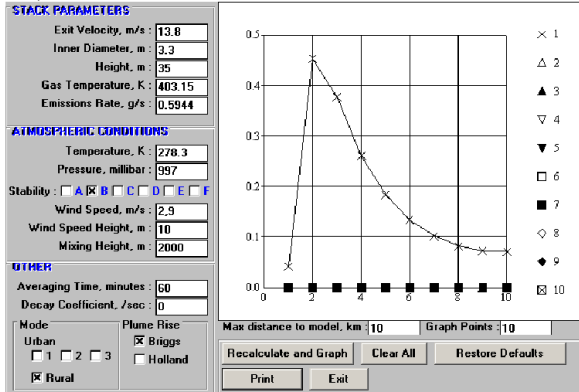 STACK PARAMETERS
Exit Velocity, m/s : 13.8
Inner Diameter, m : 3.3
Height, m : 35
Gas Temperature, K : 403.15
Emissions Rate, g/s : 0.5944
ATMOSPHERIC CONDITIONS
Temperature, K : 278.3
Pressure, millibar : 997
Stability : A B C D E F
Wind Speed, m/s : 2,9
Wind Speed Height, m : 10
Mixing Height, m : 2000
OTHER
Averaging Time, minutes : 60
Decay Coefficient, /sec : 0
Mode
Urban
1 2 3
Rural
Plume Rise
Briggs
Holland
0.5
0.4
0.3
0.2
0.1
0.0
0 2 4 6 8 10
1
2
3
4
5
6
7
8
9
10
Max distance to model, km : 10 Graph Points : 10
Recalculate and Graph Clear All Restore Defaults
Print Exit